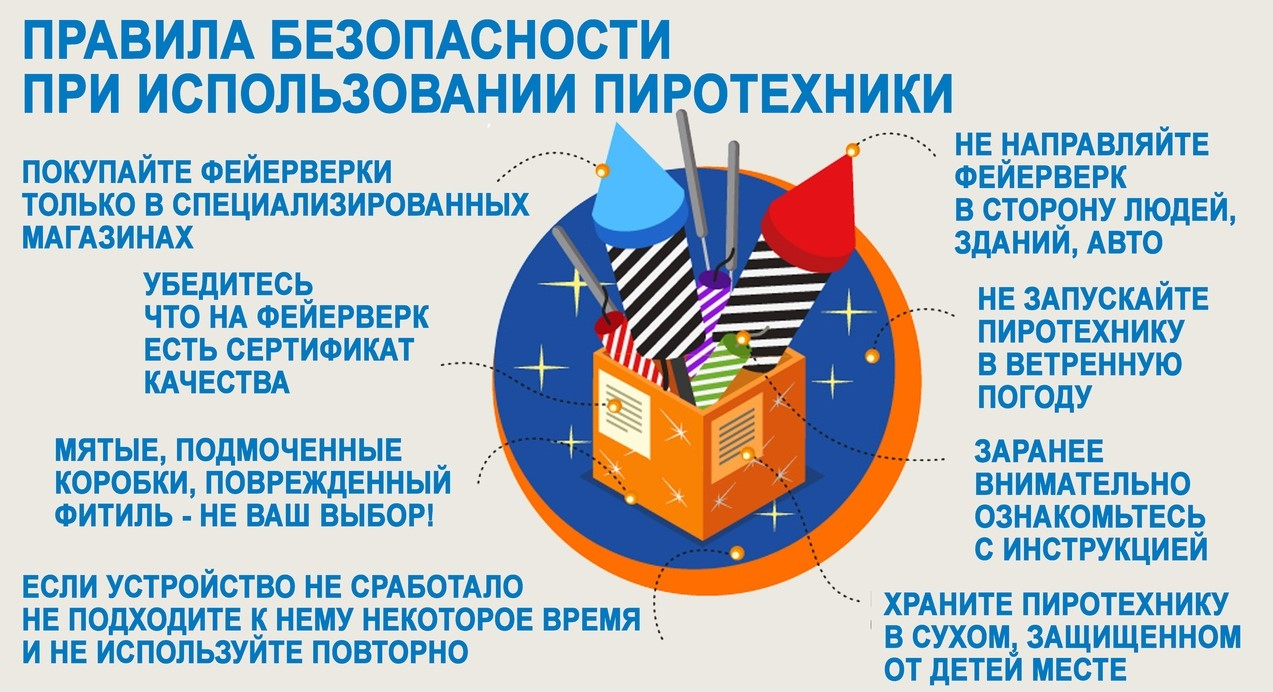 ПРАВИЛА БЕЗОПАСНОСТИ
ПРИ ИСПОЛЬЗОВАНИИ ПИРОТЕХНИКИ
ПОКУПАЙТЕ ФЕЙЕРВЕРКИ
ТОЛЬКО В СПЕЦИАЛИЗИРОВАННЫХ
МАГАЗИНАХ
УБЕДИТЕСЬ
ЧТО НА ФЕЙЕРВЕРК
ЕСТЬ СЕРТИФИКАТ
КАЧЕСТВА
МЯТЫЕ, ПОДМОЧЕННЫЕ
КОРОБКИ, ПОВРЕЖДЕННЫЙ
ФИТИЛЬ - НЕ ВАШ ВЫБОР!
ЕСЛИ УСТРОЙСТВО НЕ СРАБОТАЛО
НЕ ПОДХОДИТЕ К НЕМУ НЕКОТОРОЕ ВРЕМЯ
И НЕ ИСПОЛЬЗУЙТЕ ПОВТОРНО
НЕ НАПРАВЛЯЙТЕ
ФЕЙЕРВЕРК
В СТОРОНУ ЛЮДЕЙ,
ЗДАНИЙ, АВТО
НЕ ЗАПУСКАЙТЕ
ПИРОТЕХНИКУ
В ВЕТРЕННУЮ
ПОГОДУ
ЗАРАНЕЕ
ВНИМАТЕЛЬНО
ОЗНАКОМЬТЕСЬ
С ИНСТРУКЦИЕЙ
ХРАНИТЕ ПИРОТЕХНИКУ
В СУХОМ, ЗАЩИЩЕННОМ
ОТ ДЕТЕЙ МЕСТЕ